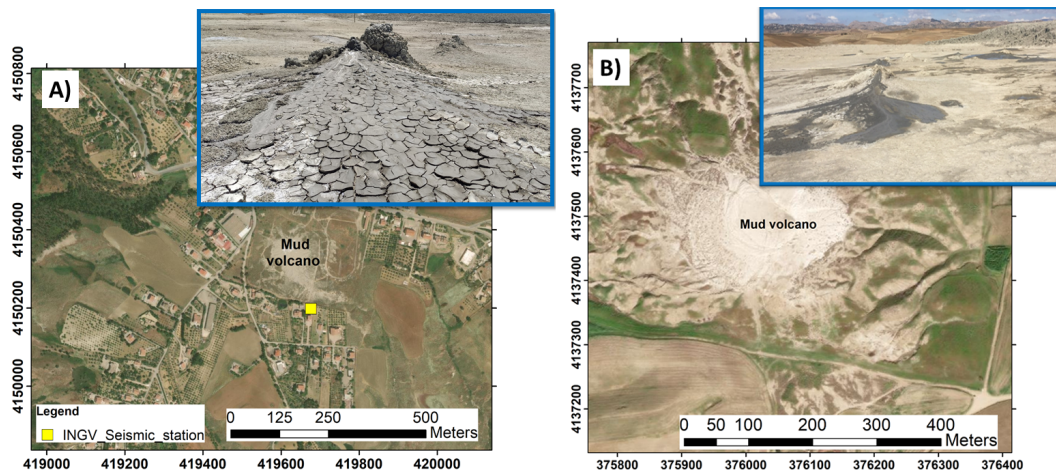 A)
4150800
4150600
4150400
4150200
4150000
Mud
volcano
Legend
INGV_Seismic_station
0 125 250 500
Meters
419000 419200 419400 419600 419800 420000
B)
4137700
4137600
4137500
4137400
4137300
4137200
Mud volcano
0 50 100 200 300 400
Meters
375800 375900 376000 376100 376200 376300 376400